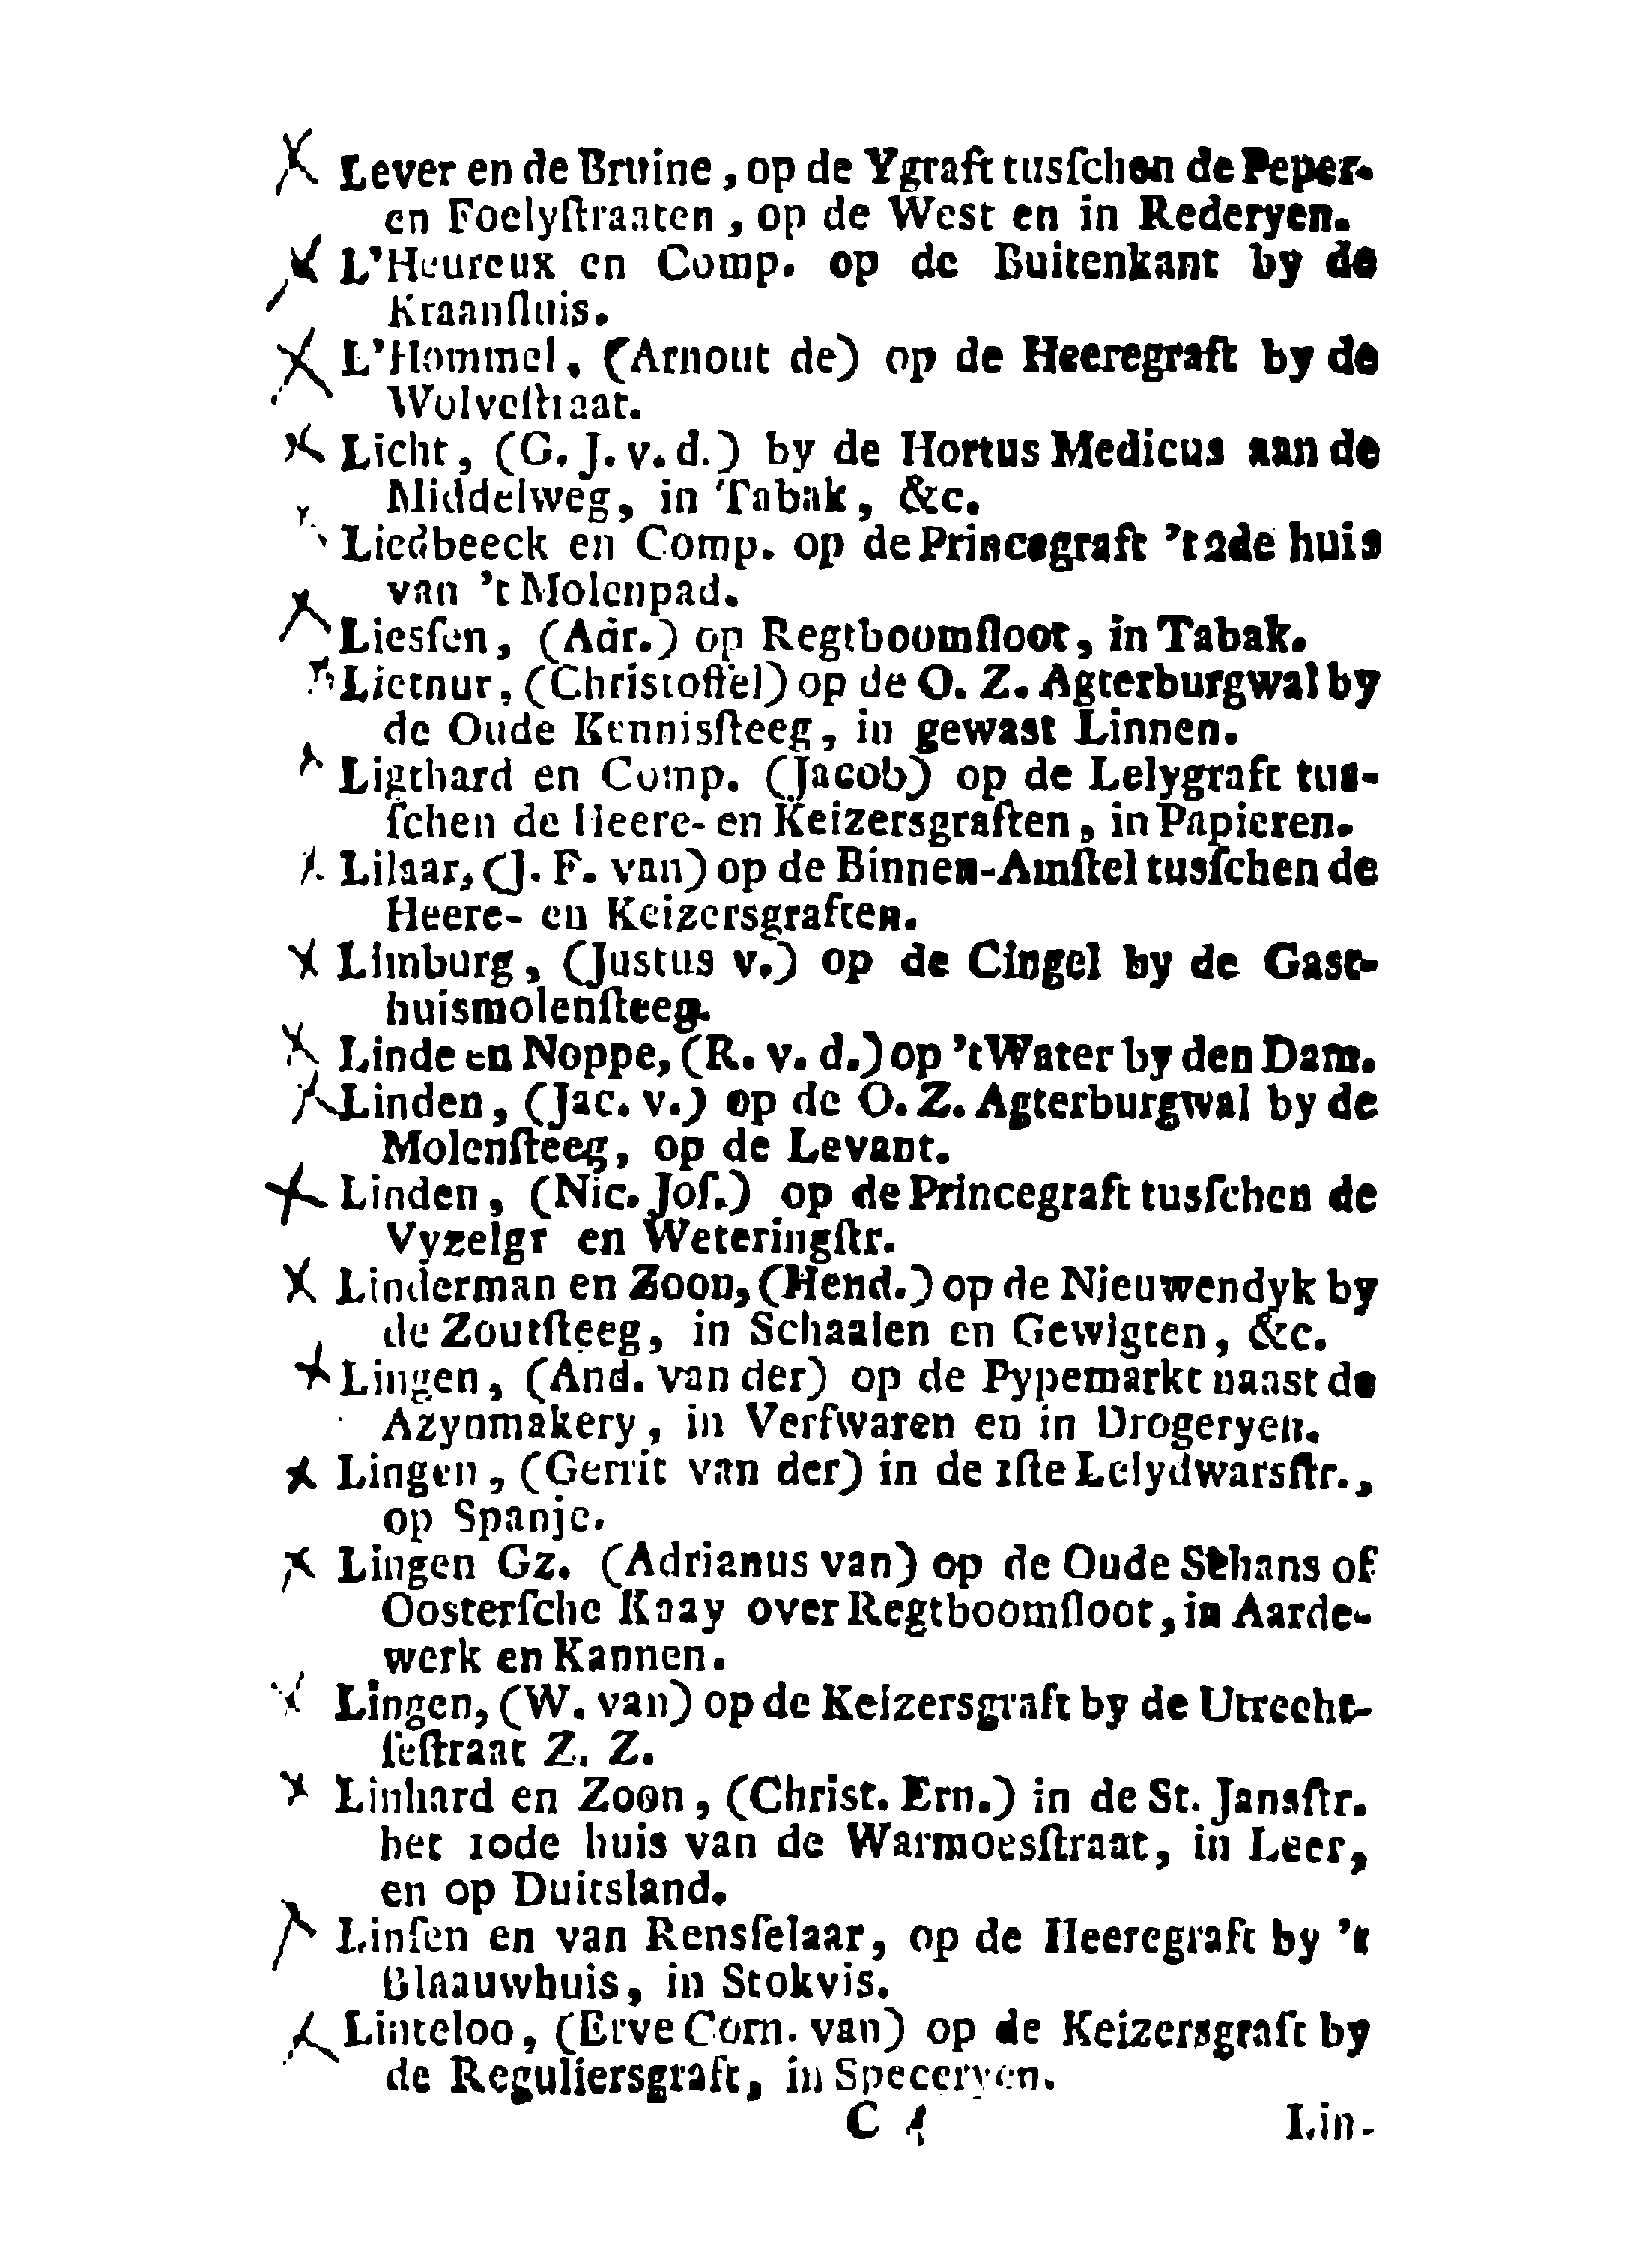 Lever en de Bruine, op de Ygraft tusſchen de Peper-
en Foelyſtraaten, op de West en in Rederyen.
L'Heureux en Comp. op de Buitenkant by de
Kraanſluis.
L'Hommel, (Arnout de) op de Heeregraft by de
Wolveſtraat.
Licht, (G. J. v. d.) by de Hortus Medicus aan de
Middelweg, in Tabak, &c.
Liedbeeck en Comp. op de Princegraft 't 2de huis
van 't Molenpad.
Liesſen, (Adr.) op Regtboomſloot, in Tabak.
Lietnur, (Christoffel) op de O. Z. Agterburgwal by
de Oude Kennisſteeg, in gewast Linnen.
Ligthard en Comp. (Jacob) op de Lelygraft tus-
ſchen de Heere- en Keizersgraften, in Papieren.
Lilaar, (J. F. van) op de Binnen-Amſtel tusſchen de
Heere- en Keizersgraften.
Limburg, (Justus v.) op de Cingel by de Gast-
huismolenſteeg.
Linde en Noppe, (R. v. d.) op 't Water by den Dam.
Linden, (Jac. v.) op de O. Z. Agterburgwal by de
Molenſteeg, op de Levant.
Linden, (Nic. Joſ.) op de Princegraft tusſchen de
Vyzelgr en Weteringſtr.
Linderman en Zoon, (Hend.) op de Nieuwendyk by
de Zoutſteeg, in Schaalen en Gewigten, &c.
Lingen, (And. van der) op de Pypemarkt naast de
Azynmakery, in Verfwaren en in Drogeryen.
Lingen, (Gerrit van der) in de 1ſte Lelydwarsſtr.,
op Spanje.
Lingen Gz. (Adrianus van) op de Oude Schans of
Oosterſche Kaay over Regtboomſloot, in Aarde-
werk en Kannen.
Lingen, (W. van) op de Keizersgraft by de Utrecht-
ſeſtraat Z. Z.
Linhard en Zoon, (Christ. Ern.) in de St. Jansſtr.
het 10de huis van de Warmoesſtraat, in Leer,
en op Duitsland.
Linſen en van Rensſelaar, op de Heeregraft by 't
Blaauwhuis, in Stokvis.
Linteloo, (Erve Corn. van) op de Keizersgraft by
de Reguliersgraft, in Speceryen.
C 4 Lin-